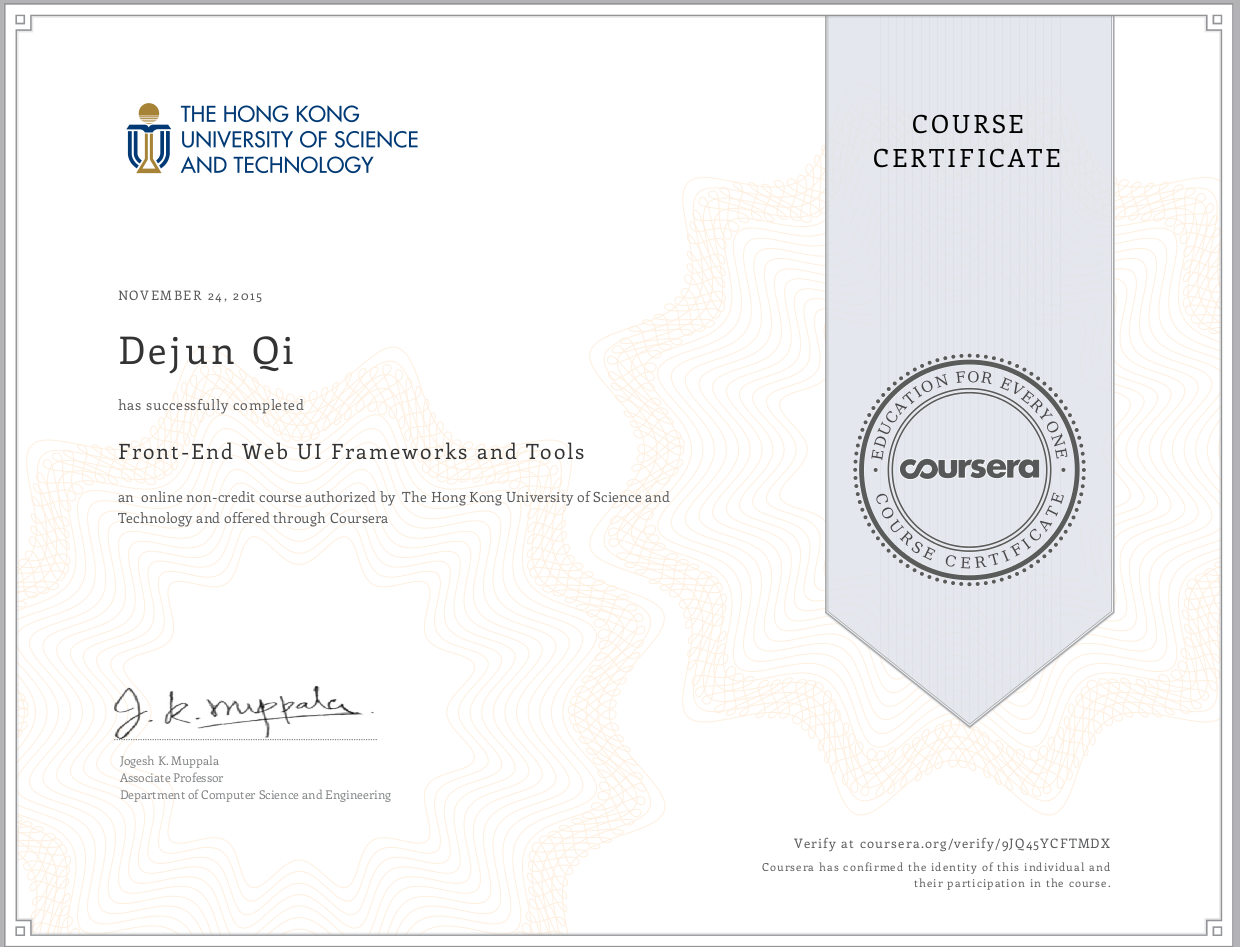 THE HONG KONG
UNIVERSITY OF SCIENCE
AND TECHNOLOGY
COURSE
CERTIFICATE
NOVEMBER 24, 2015
Dejun Qi
has successfully completed
Front-End Web UI Frameworks and Tools
an online non-credit course authorized by The Hong Kong University of Science and
Technology and offered through Coursera
EDUCATION FOR EVERYONE
coursera
COURSE CERTIFICATE
J. K. Muppala
Jogesh K. Muppala
Associate Professor
Department of Computer Science and Engineering
Verify at coursera.org/verify/9JQ45YCFTMDX
Coursera has confirmed the identity of this individual and
their participation in the course.